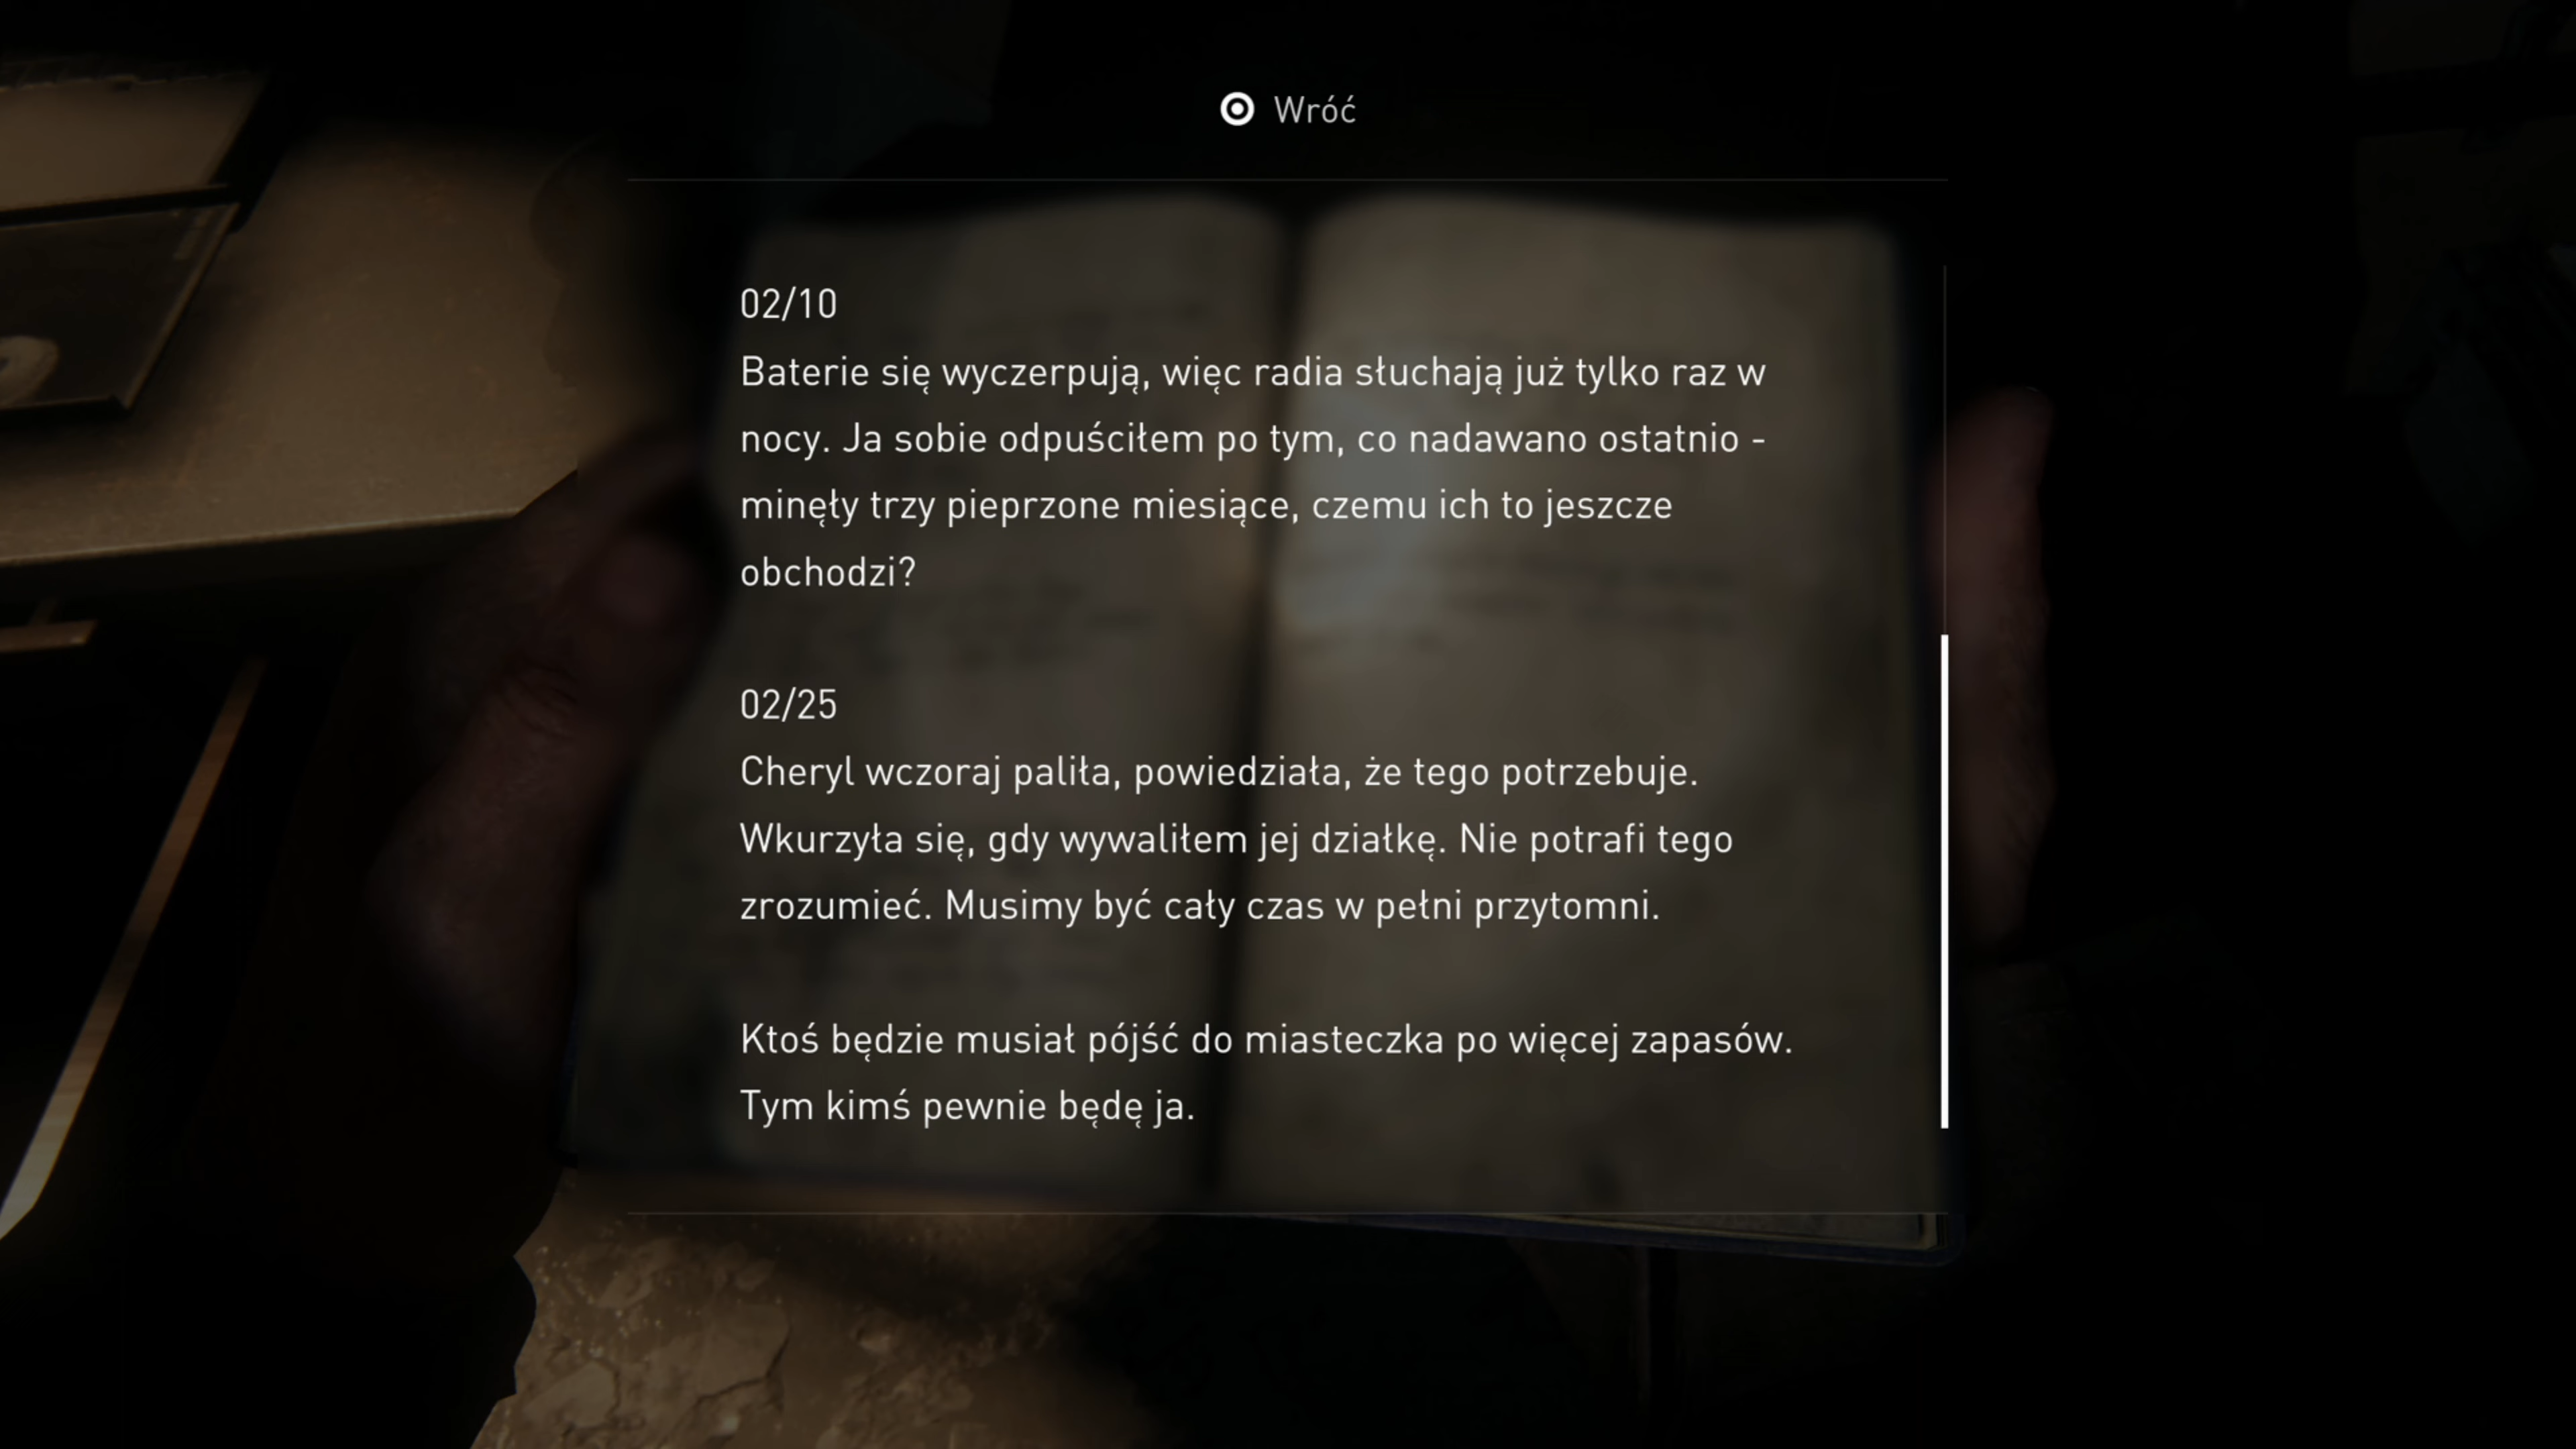 Wróć
02/10
Baterie się wyczerpują, więc radia słuchają już tylko raz w
nocy. Ja sobie odpuściłem po tym, co nadawano ostatnio -
minęły trzy pieprzone miesiące, czemu ich to jeszcze
obchodzi?
02/25
Cheryl wczoraj paliła, powiedziała, że tego potrzebuje.
Wkurzyła się, gdy wywaliłem jej działkę. Nie potrafi tego
zrozumieć. Musimy być cały czas w pełni przytomni.
Ktoś będzie musiał pójść do miasteczka po więcej zapasów.
Tym kimś pewnie będę ja.